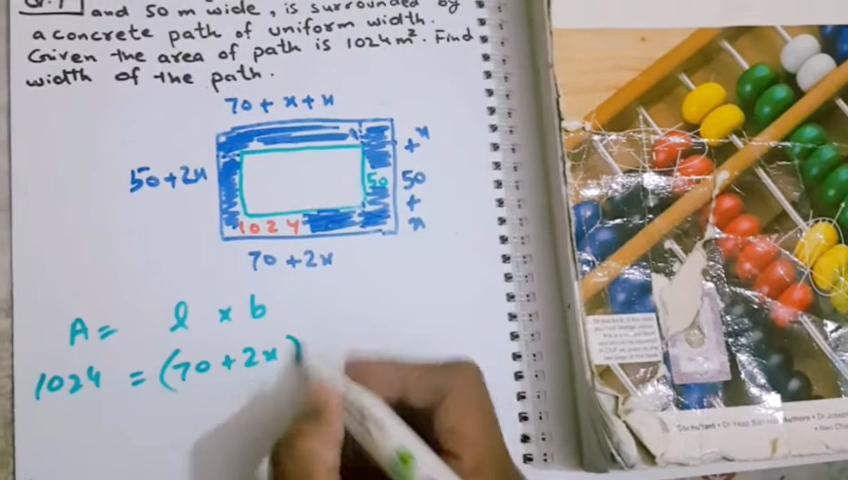 and 50 m wide, is surrounded by
a concrete path of uniform width.
Given the area of path is 1024 m². Find
width of the path.
70 + x + x
+ x
50 + 2x
50
50
+
x
1024
70 + 2x
A = l × b
1024 = (70 + 2x)